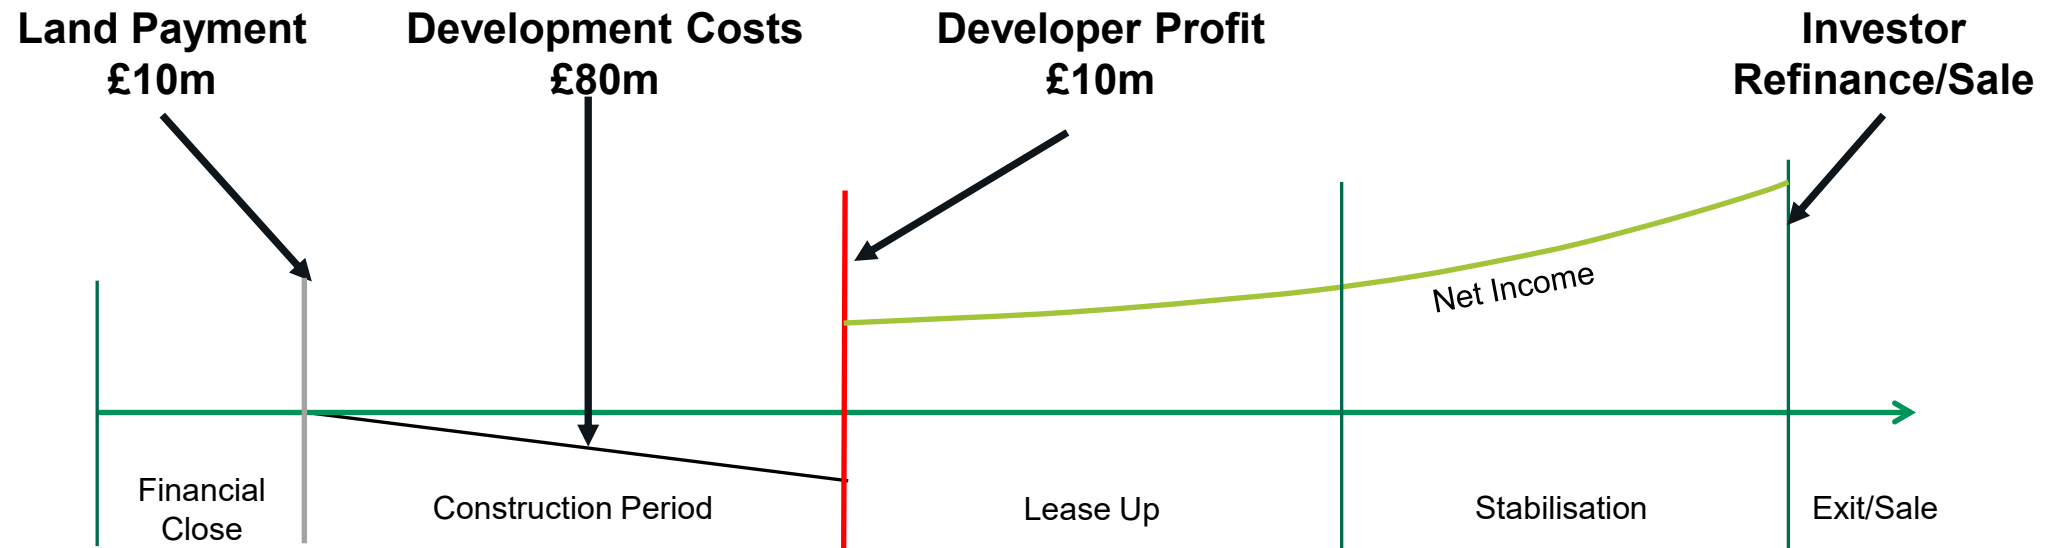 Land Payment
£10m
Development Costs
£80m
Developer Profit
£10m
Investor
Refinance/Sale
Net Income
Financial
Close
Construction Period
Lease Up
Stabilisation
Exit/Sale